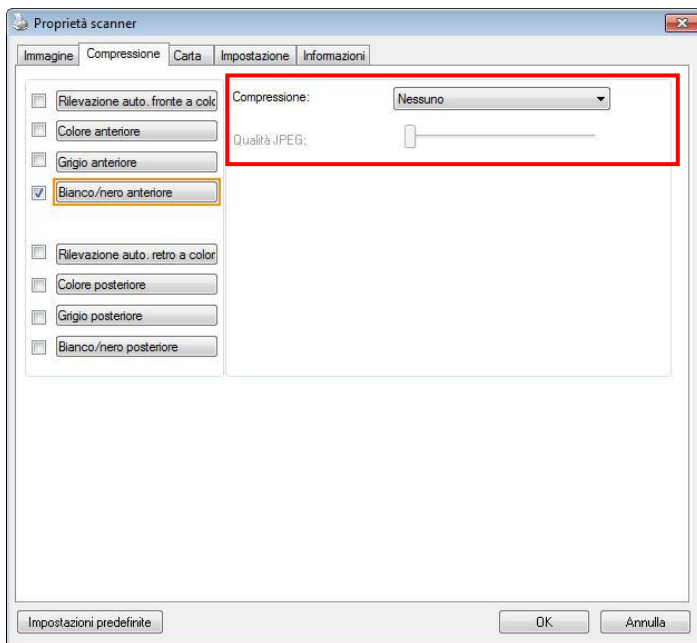 Proprietà scanner
Immagine Compressione Carta Impostazione Informazioni
Rilevazione auto. fronte a colo
Colore anteriore
Grigio anteriore
Bianco/nero anteriore
Rilevazione auto. retro a color
Colore posteriore
Grigio posteriore
Bianco/nero posteriore
Compressione: Nessuno
Qualità JPEG:
Impostazioni predefinite OK Annulla